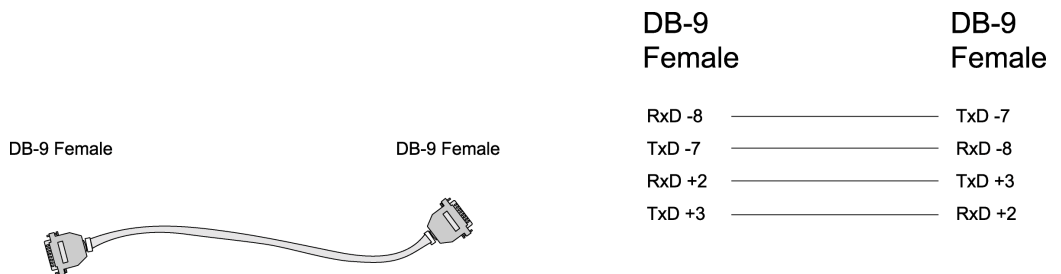 DB-9 Female
DB-9 Female
DB-9
Female
DB-9
Female
RxD -8 TxD -7
TxD -7 RxD -8
RxD +2 TxD +3
TxD +3 RxD +2